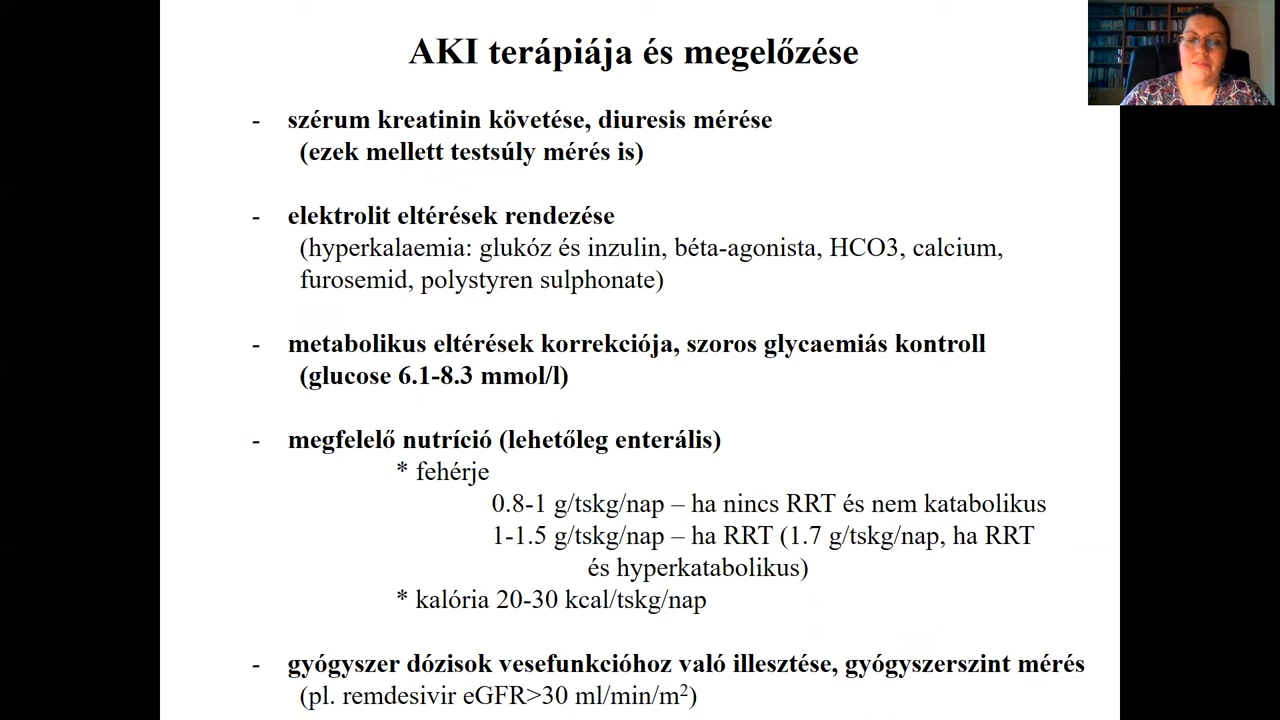 AKI terápiája és megelőzése
- szérum kreatinin követése, diuresis mérése
(ezek mellett testsúly mérés is)
- elektrolit eltérések rendezése
(hyperkalaemia: glukóz és inzulin, béta-agonista, HCO3, calcium,
furosemid, polystyren sulphonate)
- metabolikus eltérések korrekciója, szoros glycaemiás kontroll
(glucose 6.1-8.3 mmol/l)
- megfelelő nutríció (lehetőleg enterális)
* fehérje
0.8-1 g/tskg/nap – ha nincs RRT és nem katabolikus
1-1.5 g/tskg/nap – ha RRT (1.7 g/tskg/nap, ha RRT
és hyperkatabolikus)
* kalória 20-30 kcal/tskg/nap
- gyógyszer dózisok vesefunkcióhoz való illesztése, gyógyszerszint mérés
(pl. remdesivir eGFR>30 ml/min/m²)